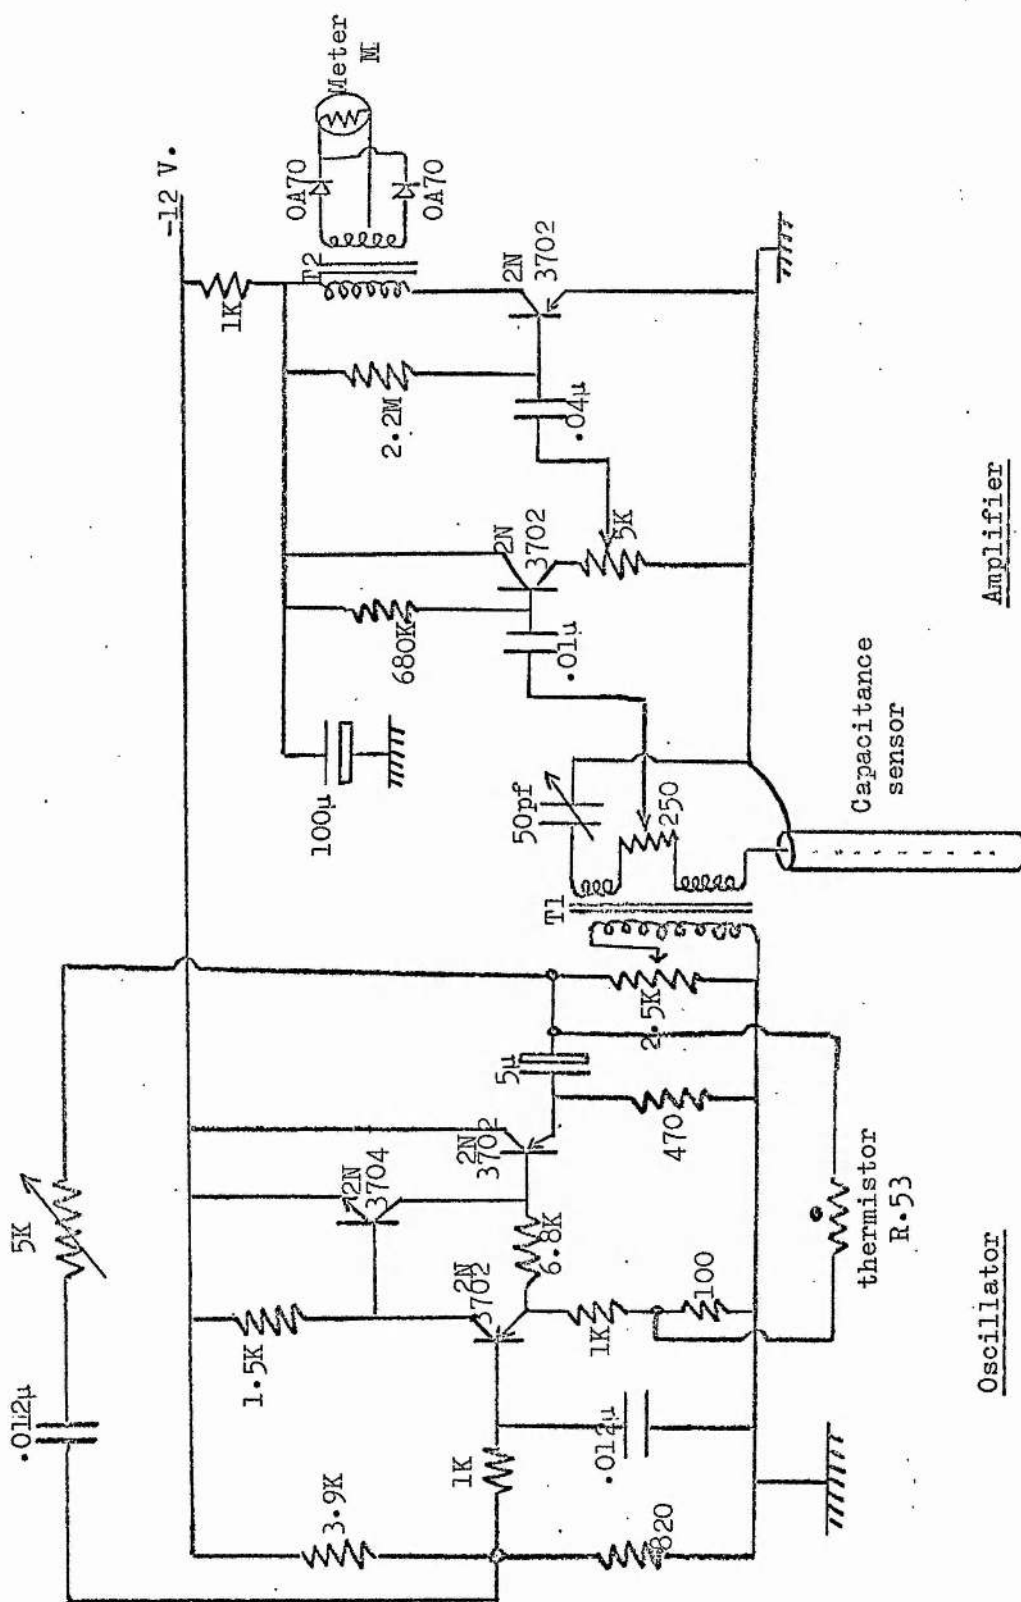 .012µ
5K
3.9K
1.5K
2N
3704
2N
3702
2N
3702
5µ
1K
6.8K
820
.012µ
1K
100
470
2.5K
thermistor
R.53
Oscillator
T1
100µ
50pf
250
Capacitance
sensor
680K
.01µ
2N
3702
5K
2.2M
.04µ
2N
3702
-12 V.
1K
T2
OA70
OA70
Meter
M
Amplifier